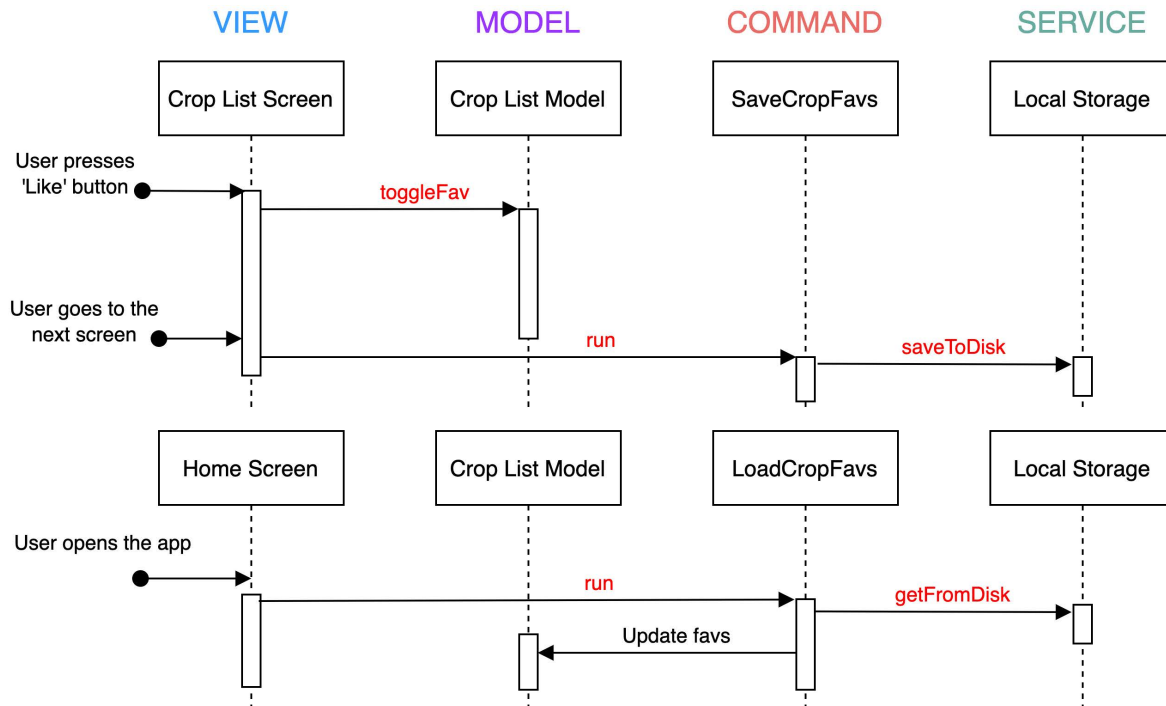 VIEW
MODEL
COMMAND
SERVICE
Crop List Screen
Crop List Model
SaveCropFavs
Local Storage
User presses
'Like' button
toggleFav
User goes to the
next screen
run
saveToDisk
Home Screen
Crop List Model
LoadCropFavs
Local Storage
User opens the app
run
getFromDisk
Update favs